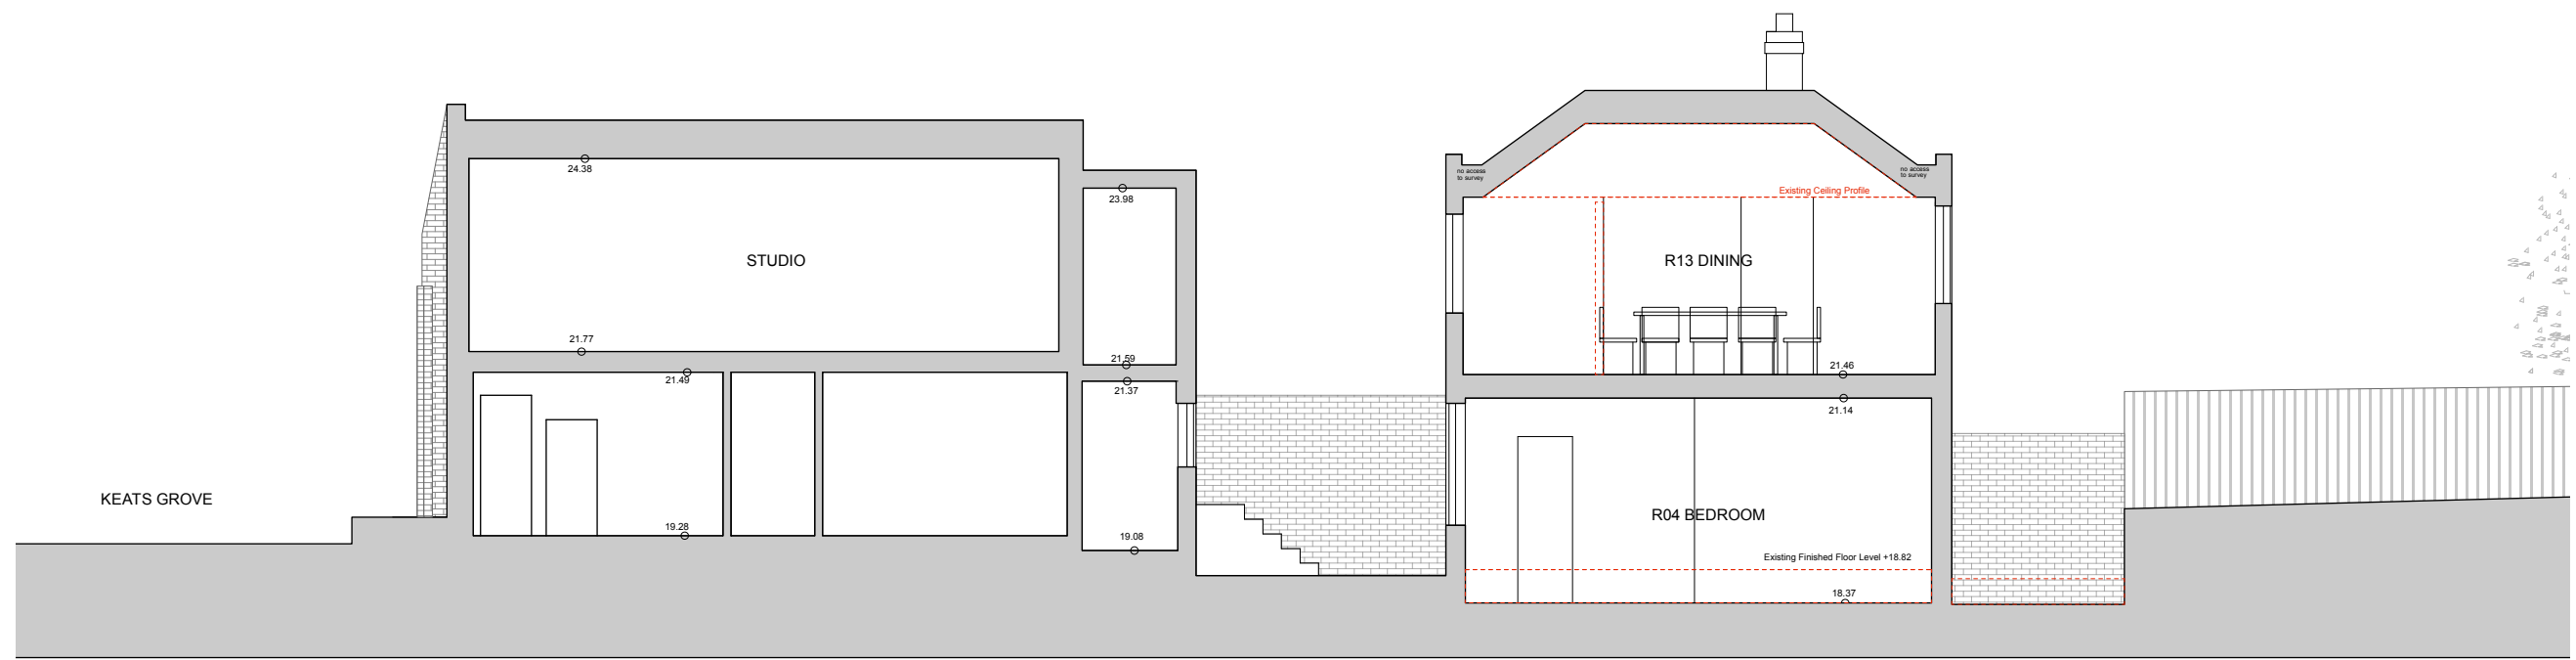 24.38
no access
to survey
no access
to survey
23.98
Existing Ceiling Profile
STUDIO
R13 DINING
21.77
21.59
21.46
21.49
21.37
21.14
KEATS GROVE
R04 BEDROOM
19.28
19.08
Existing Finished Floor Level +18.82
18.37